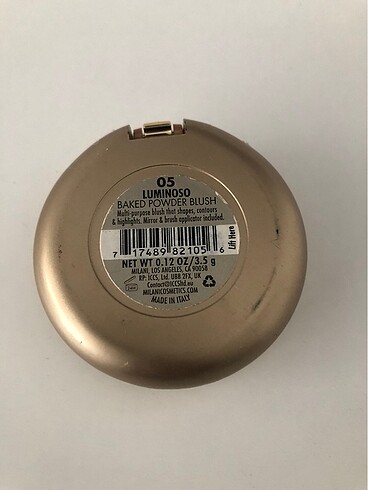 05
LUMINOSO
BAKED POWDER BLUSH
Multi-purpose blush that shapes, contours
& highlights. Mirror & brush applicator included.
7 17489 82105 6
Lift Here
NET WT 0.12 OZ/3.5 g
MILANI, LOS ANGELES, CA 90058
RP: ICCS, Ltd. UB8 2FX, UK
Contact@ICCSltd.eu
MILANICOSMETICS.COM
MADE IN ITALY